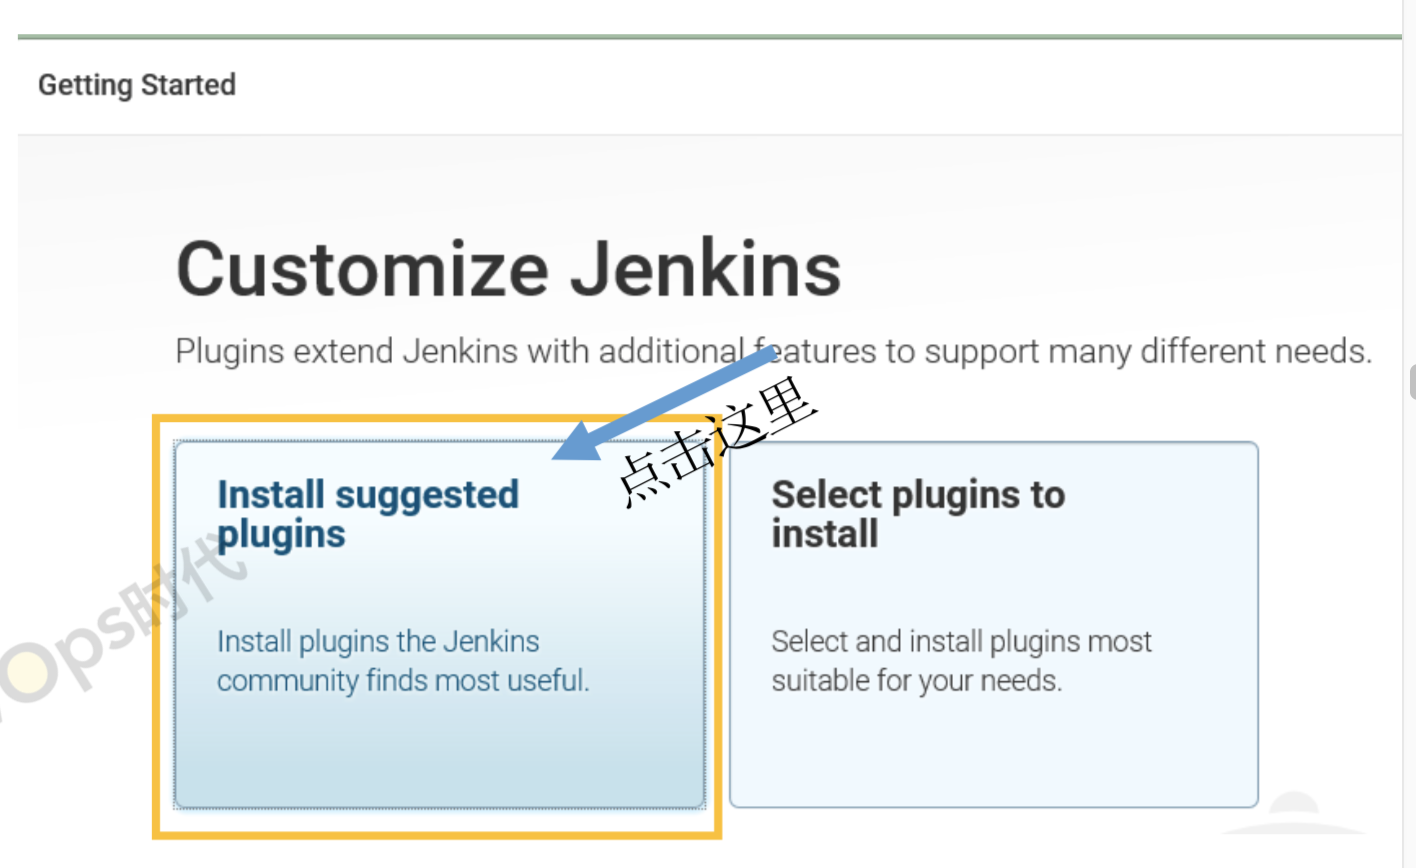 Getting Started
Customize Jenkins
Plugins extend Jenkins with additional features to support many different needs.
点击这里
Install suggested
plugins
Install plugins the Jenkins
community finds most useful.
Select plugins to
install
Select and install plugins most
suitable for your needs.
Ops时代